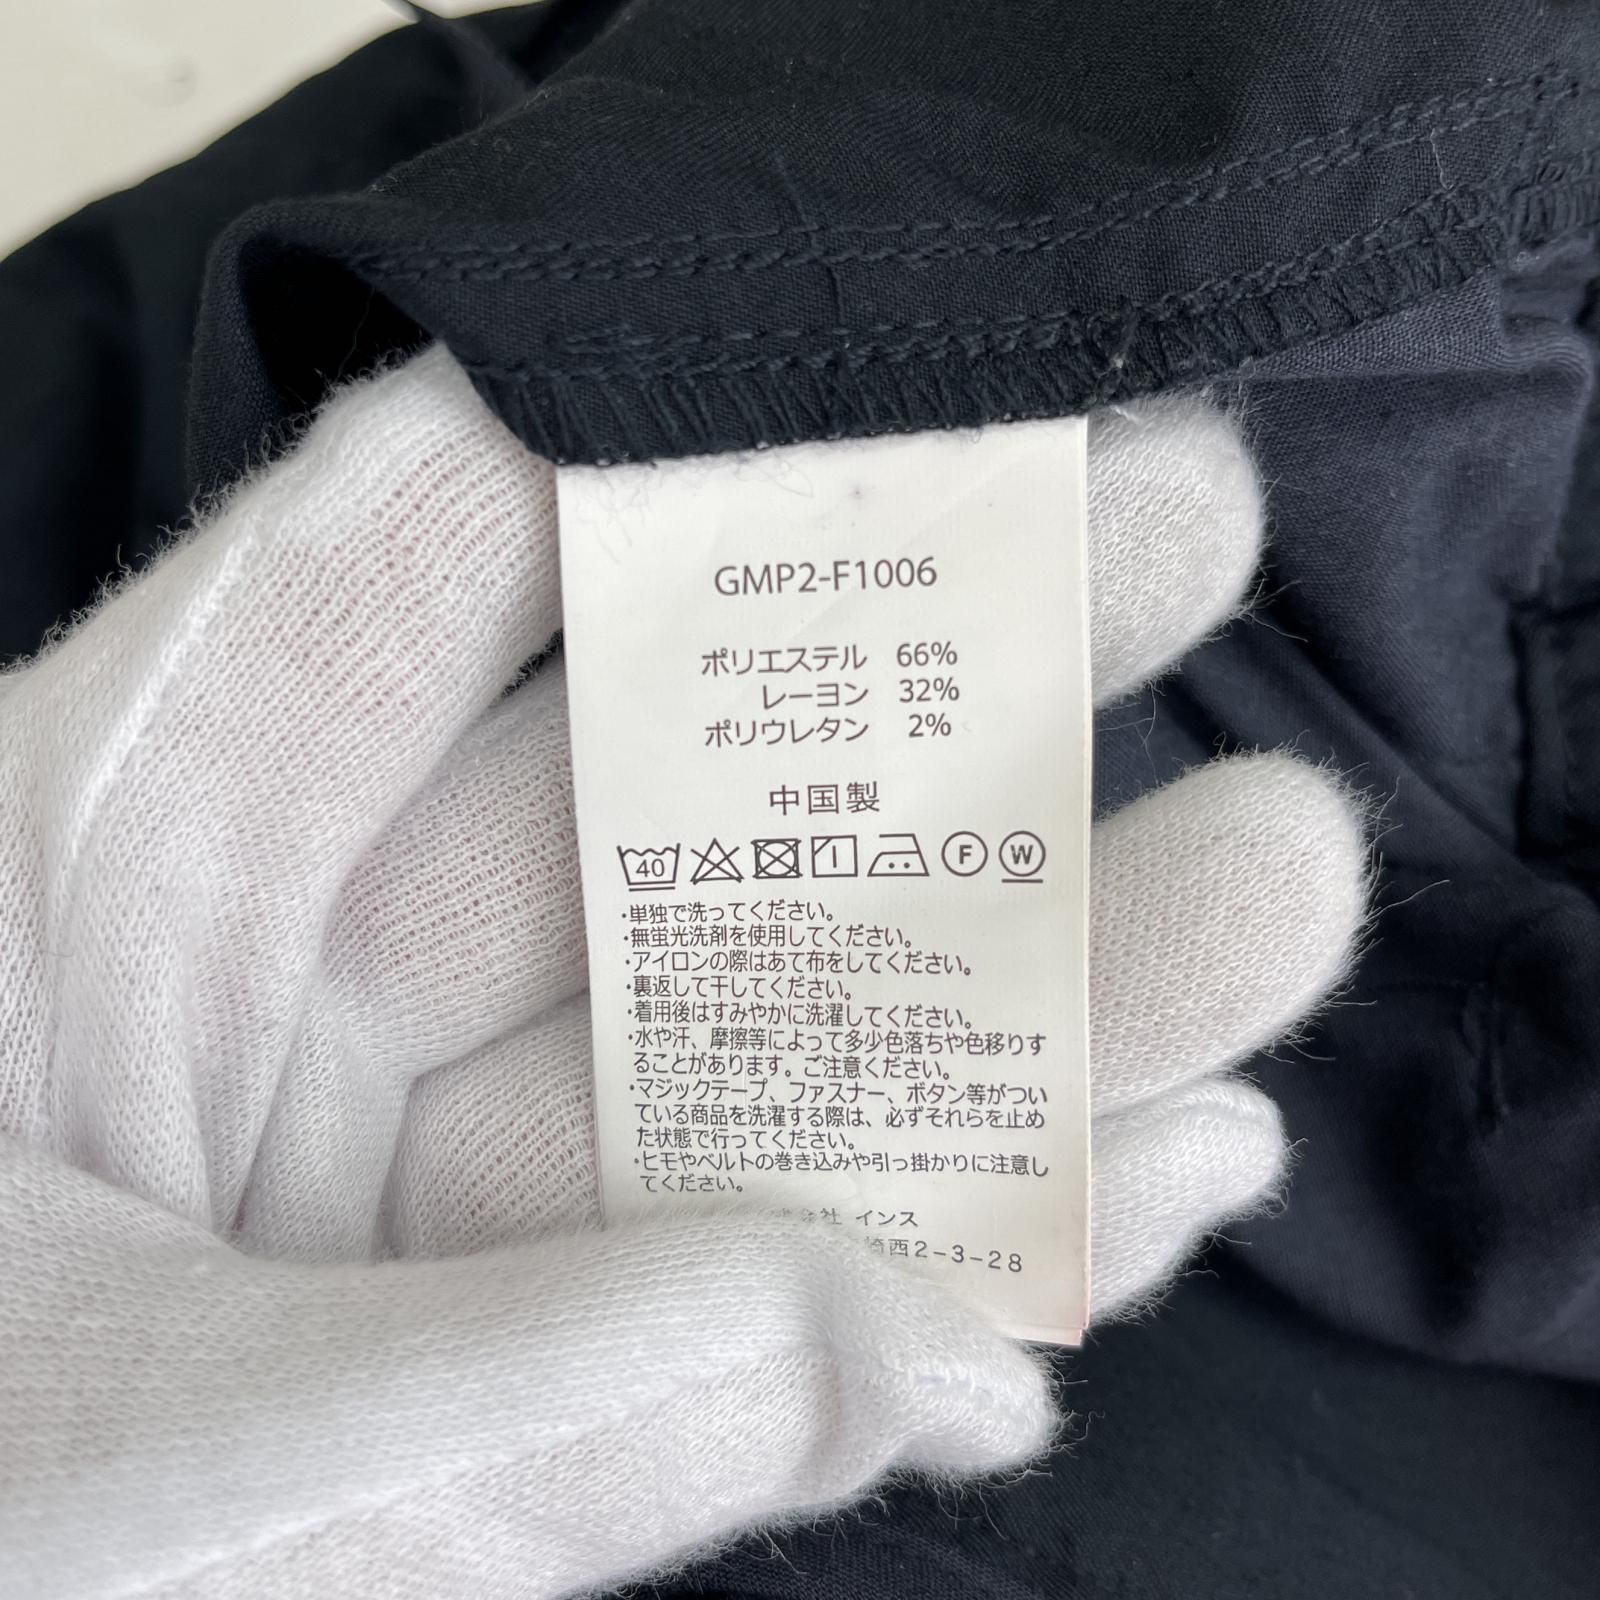 GMP2-F1006
ポリエステル 66%
レーヨン 32%
ポリウレタン 2%
中国製
40 F W
・単独で洗ってください。
・無蛍光洗剤を使用してください。
・アイロンの際はあて布をしてください。
・裏返して干してください。
・着用後はすみやかに洗濯してください。
・水や汗、摩擦等によって多少色落ちや色移りす
ることがあります。ご注意ください。
・マジックテープ、ファスナー、ボタン等がつい
ている商品を洗濯する際は、必ずそれらを止め
た状態で行ってください。
・ヒモやベルトの巻き込みや引っ掛かりに注意し
てください。
会社 インス
崎西2-3-28